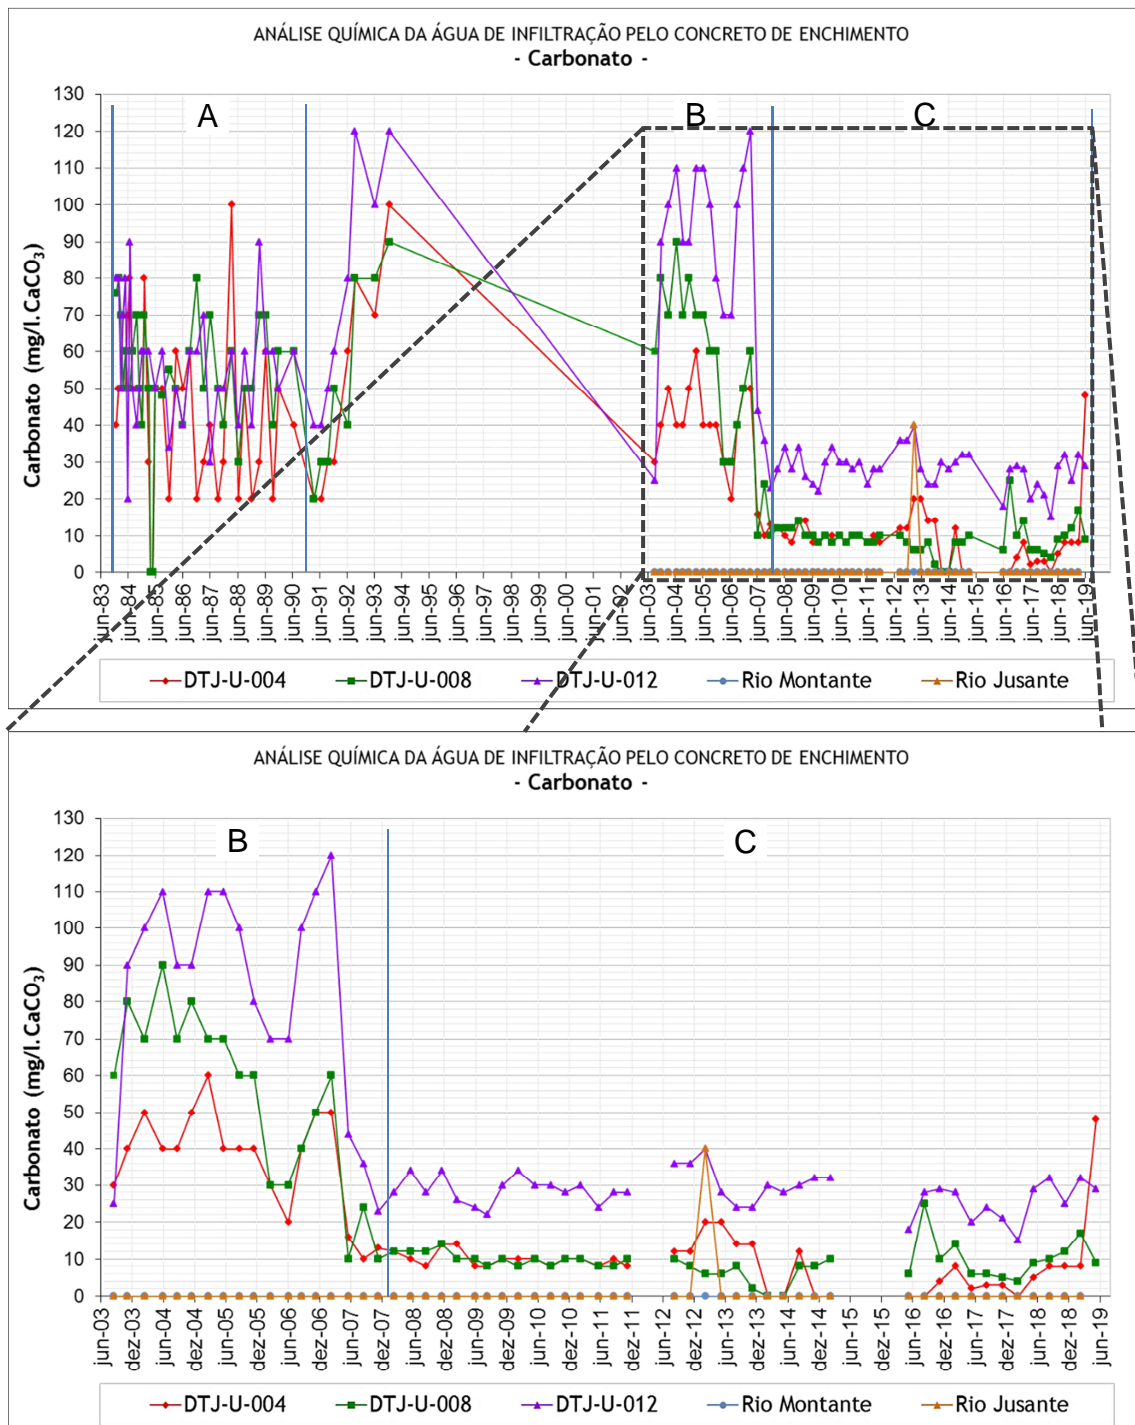 ANÁLISE QUÍMICA DA ÁGUA DE INFILTRAÇÃO PELO CONCRETO DE ENCHIMENTO
- Carbonato -
A
B
C
Carbonato (mg/l.CaCO₃)
130
120
110
100
90
80
70
60
50
40
30
20
10
0
jun-83
jun-84
jun-85
jun-86
jun-87
jun-88
jun-89
jun-90
jun-91
jun-92
jun-93
jun-94
jun-95
jun-96
jun-97
jun-98
jun-99
jun-00
jun-01
jun-02
jun-03
jun-04
jun-05
jun-06
jun-07
jun-08
jun-09
jun-10
jun-11
jun-12
jun-13
jun-14
jun-15
jun-16
jun-17
jun-18
jun-19
DTJ-U-004 DTJ-U-008 DTJ-U-012 Rio Montante Rio Jusante
ANÁLISE QUÍMICA DA ÁGUA DE INFILTRAÇÃO PELO CONCRETO DE ENCHIMENTO
- Carbonato -
B
C
Carbonato (mg/l.CaCO₃)
130
120
110
100
90
80
70
60
50
40
30
20
10
0
jun-03
dez-03
jun-04
dez-04
jun-05
dez-05
jun-06
dez-06
jun-07
dez-07
jun-08
dez-08
jun-09
dez-09
jun-10
dez-10
jun-11
dez-11
jun-12
dez-12
jun-13
dez-13
jun-14
dez-14
jun-15
dez-15
jun-16
dez-16
jun-17
dez-17
jun-18
dez-18
jun-19
DTJ-U-004 DTJ-U-008 DTJ-U-012 Rio Montante Rio Jusante